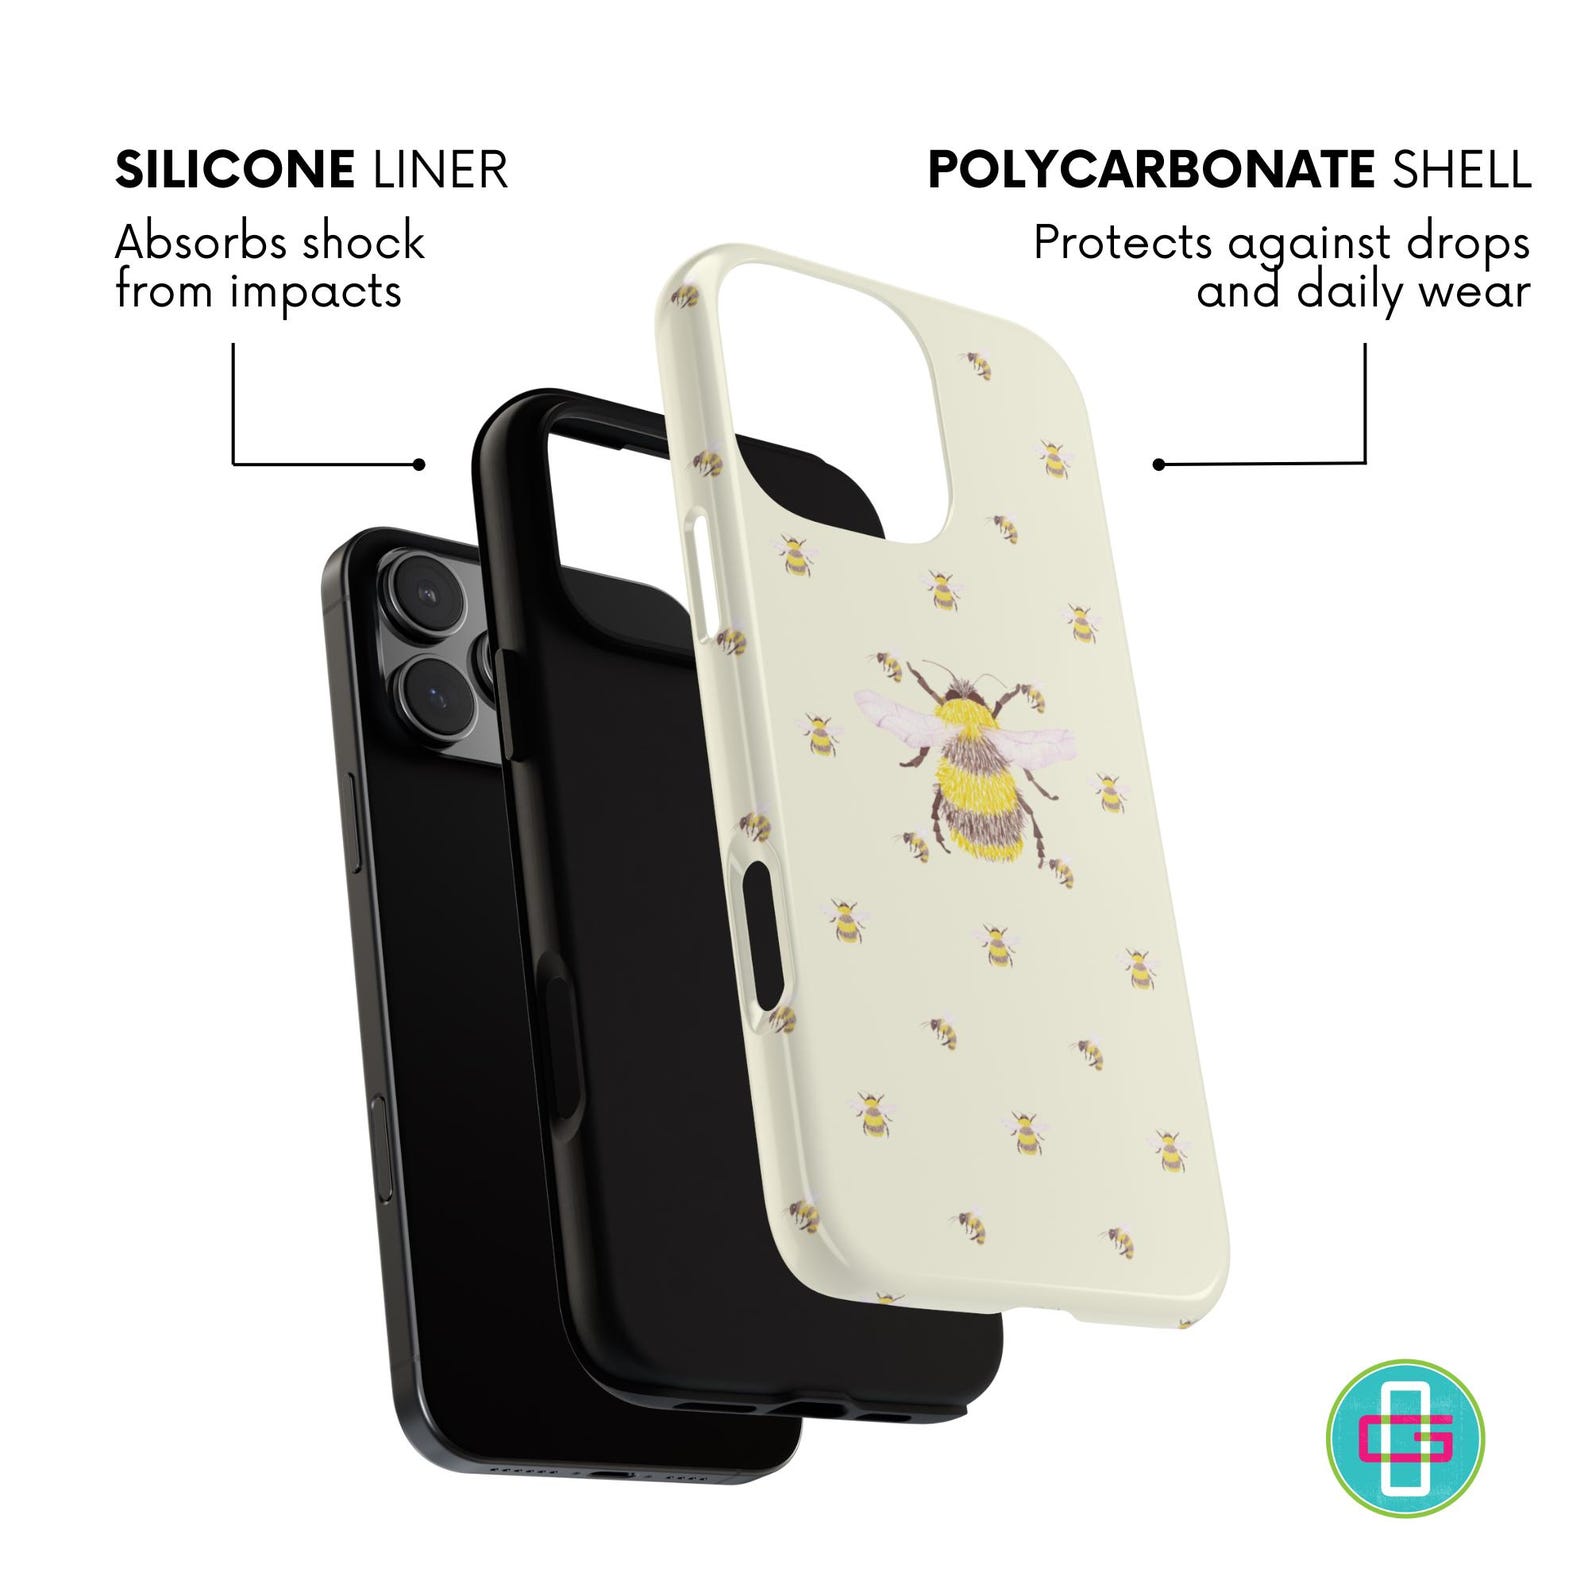 SILICONE LINER
Absorbs shock
from impacts
POLYCARBONATE SHELL
Protects against drops
and daily wear